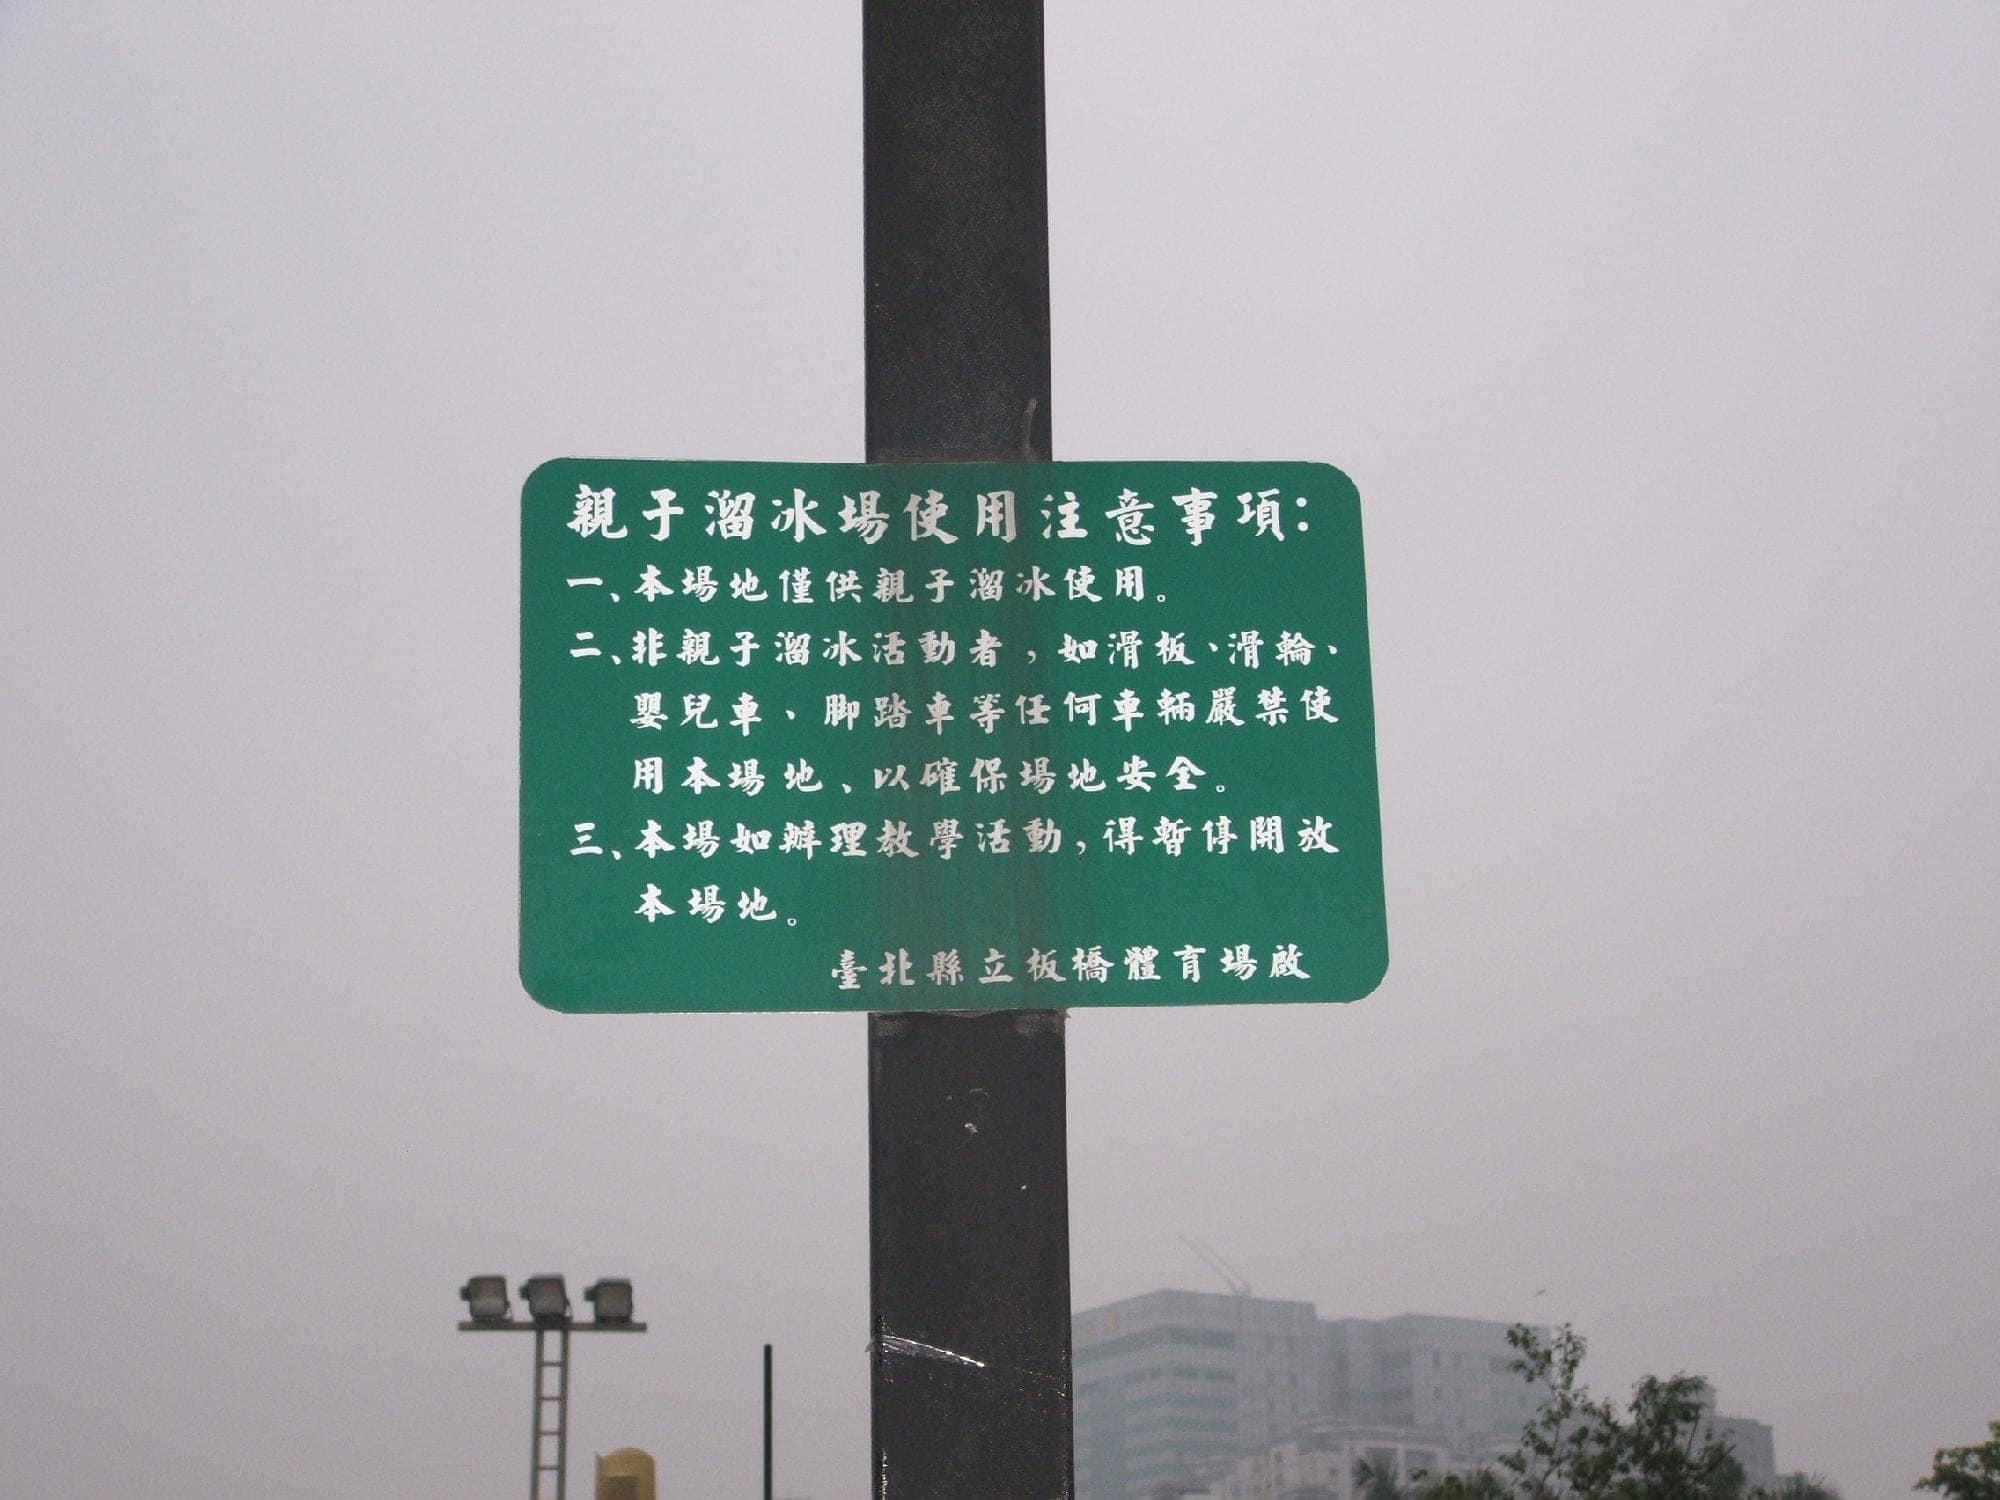 親子溜冰場使用注意事項：
一、本場地僅供親子溜冰使用。
二、非親子溜冰活動者，如滑板、滑輪、
嬰兒車、腳踏車等任何車輛嚴禁使
用本場地、以確保場地安全。
三、本場如辦理教學活動，得暫停開放
本場地。
臺北縣立板橋體育場啟